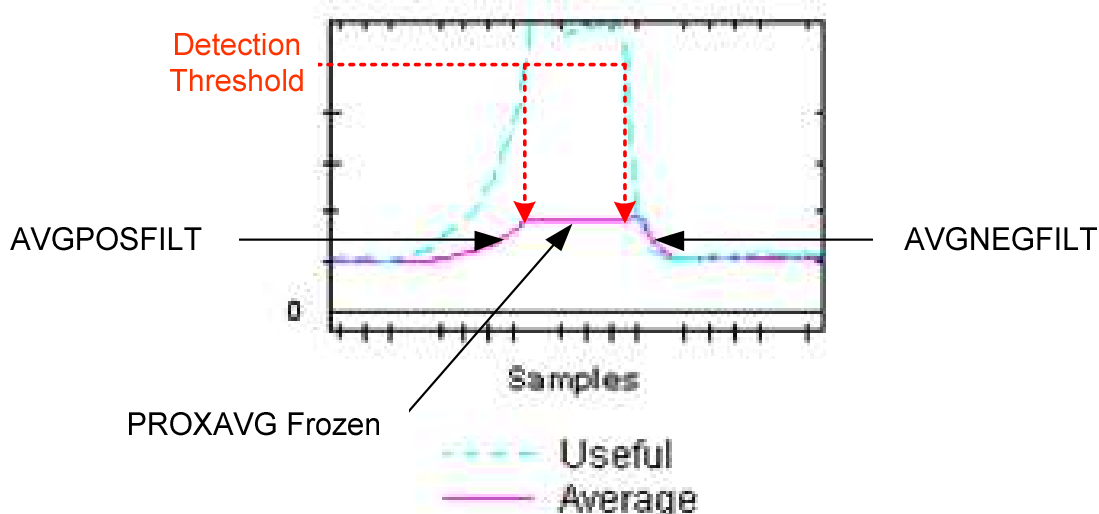 Detection
Threshold
AVGPOSFILT
AVGNEGFILT
0
Samples
PROXAVG Frozen
Useful
Average